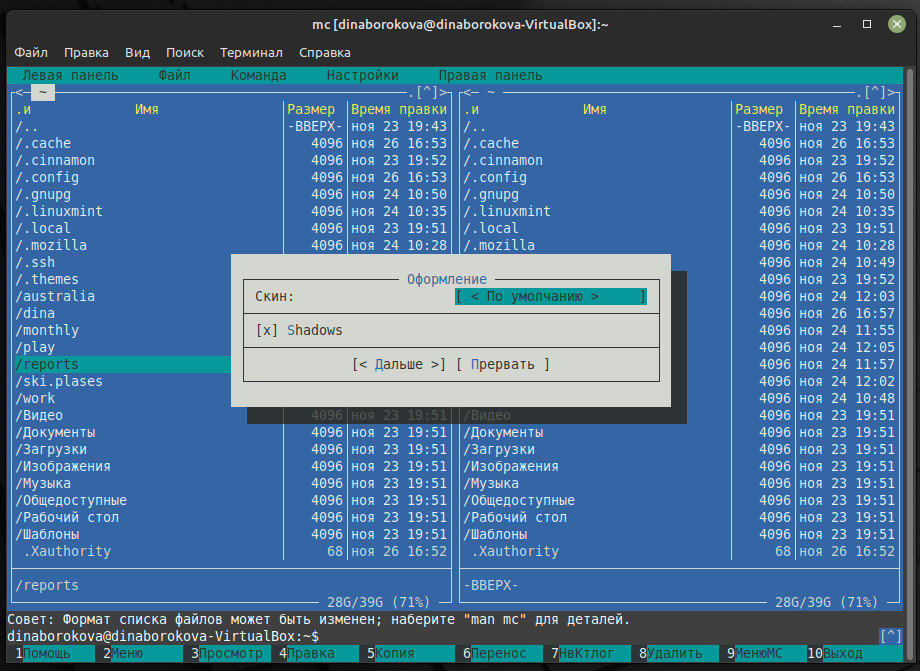 mc [dinaborokova@dinaborokova-VirtualBox]:~
Файл Правка Вид Поиск Терминал Справка
Левая панель Файл Команда Настройки Правая панель
<─ ~ ─.[^]> <─ ~ ─.[^]>
.и Имя Размер Время правки .и Имя Размер Время правки
/.. -ВВЕРХ- ноя 23 19:43 /.. -ВВЕРХ- ноя 23 19:43
/.cache 4096 ноя 26 16:53 /.cache 4096 ноя 26 16:53
/.cinnamon 4096 ноя 23 19:52 /.cinnamon 4096 ноя 23 19:52
/.config 4096 ноя 26 16:53 /.config 4096 ноя 26 16:53
/.gnupg 4096 ноя 24 10:50 /.gnupg 4096 ноя 24 10:50
/.linuxmint 4096 ноя 24 10:35 /.linuxmint 4096 ноя 24 10:35
/.local 4096 ноя 23 19:51 /.local 4096 ноя 23 19:51
/.mozilla 4096 ноя 24 10:28 /.mozilla 4096 ноя 24 10:28
/.ssh 4096 ноя 24 10:49
/.themes Оформление 4096 ноя 23 19:52
/australia Скин: [ < По умолчанию > ] 4096 ноя 24 12:03
/dina 4096 ноя 26 16:57
/monthly [x] Shadows 4096 ноя 24 11:55
/play 4096 ноя 24 12:05
/reports [< Дальше >] [ Прервать ] 4096 ноя 24 11:57
/ski.plases 4096 ноя 24 12:02
/work 4096 ноя 24 10:48
/Видео 4096 ноя 23 19:51 /Видео 4096 ноя 23 19:51
/Документы 4096 ноя 23 19:51 /Документы 4096 ноя 23 19:51
/Загрузки 4096 ноя 23 19:51 /Загрузки 4096 ноя 23 19:51
/Изображения 4096 ноя 23 19:51 /Изображения 4096 ноя 23 19:51
/Музыка 4096 ноя 23 19:51 /Музыка 4096 ноя 23 19:51
/Общедоступные 4096 ноя 23 19:51 /Общедоступные 4096 ноя 23 19:51
/Рабочий стол 4096 ноя 23 19:51 /Рабочий стол 4096 ноя 23 19:51
/Шаблоны 4096 ноя 23 19:51 /Шаблоны 4096 ноя 23 19:51
.Xauthority 68 ноя 26 16:52 .Xauthority 68 ноя 26 16:52
/reports -ВВЕРХ-
28G/39G (71%) 28G/39G (71%)
Совет: Формат списка файлов может быть изменен; наберите "man mc" для деталей.
dinaborokova@dinaborokova-VirtualBox:~$ [^]
1Помощь 2Меню 3Просмотр 4Правка 5Копия 6Перенос 7НвКтлог 8Удалить 9МенюМС 10Выход